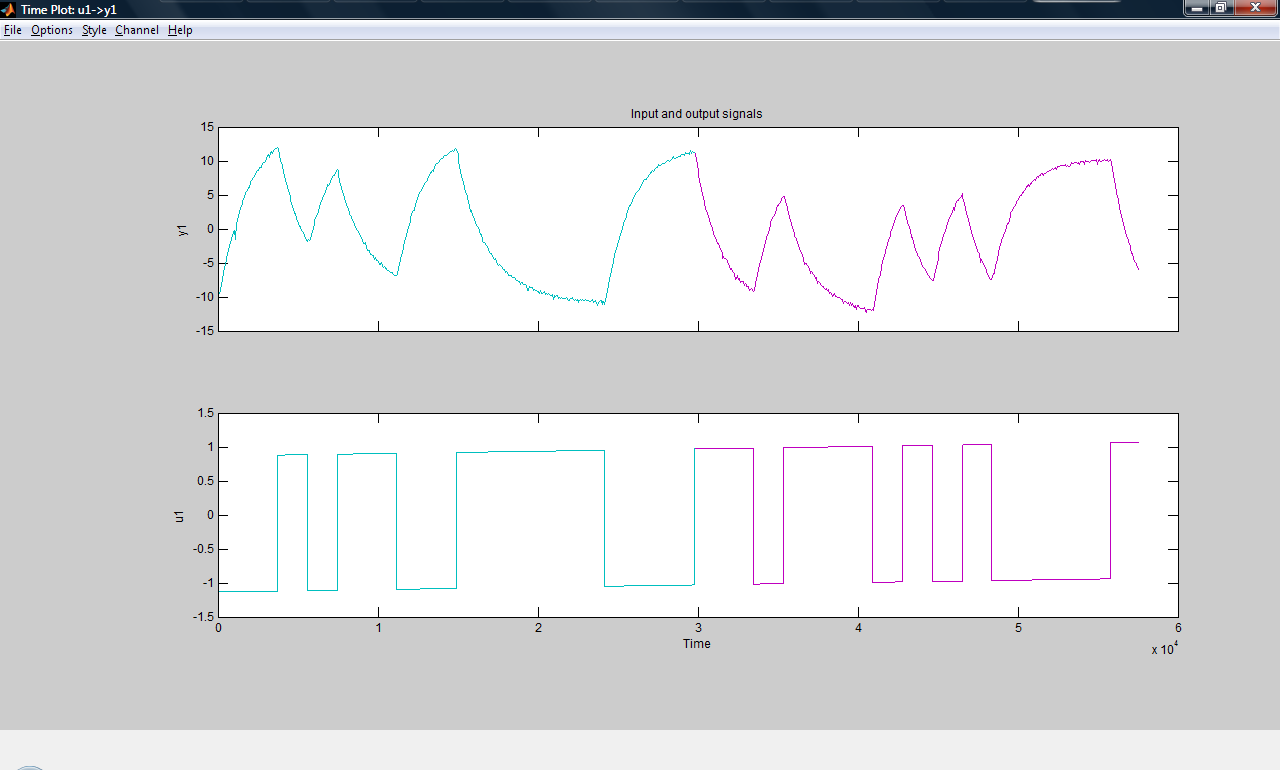 Time Plot: u1->y1
File Options Style Channel Help
Input and output signals
15
10
5
0
-5
-10
-15
y1
1.5
1
0.5
0
-0.5
-1
-1.5
u1
0 1 2 3 4 5 6
Time
x 10^4